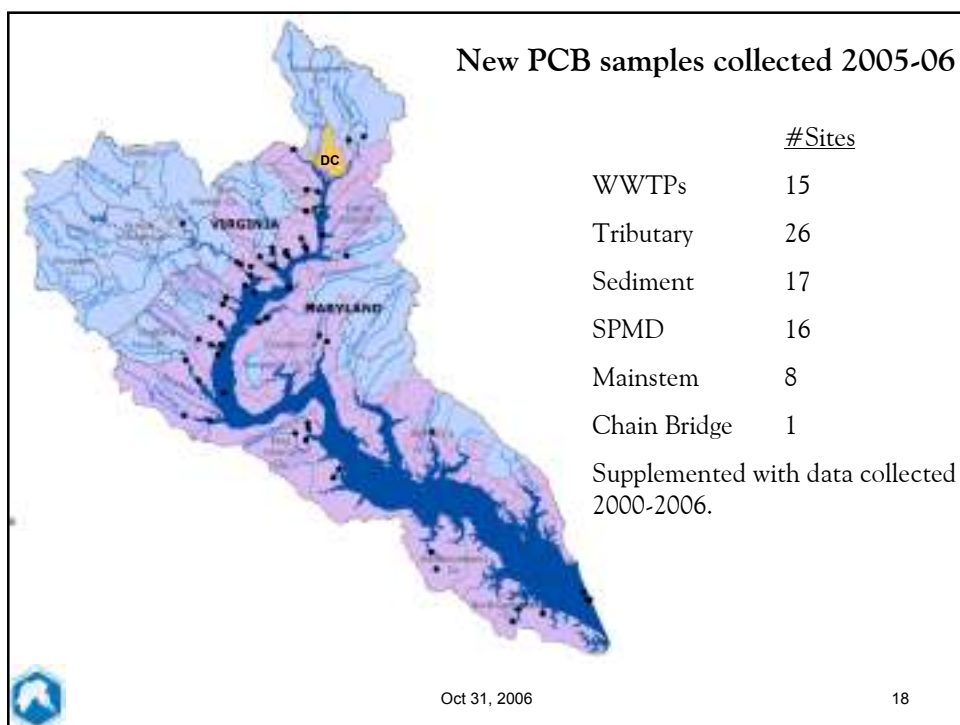 New PCB samples collected 2005-06
DC
VIRGINIA
MARYLAND
#Sites
WWTPs 15
Tributary 26
Sediment 17
SPMD 16
Mainstem 8
Chain Bridge 1
Supplemented with data collected
2000-2006.
Oct 31, 2006
18